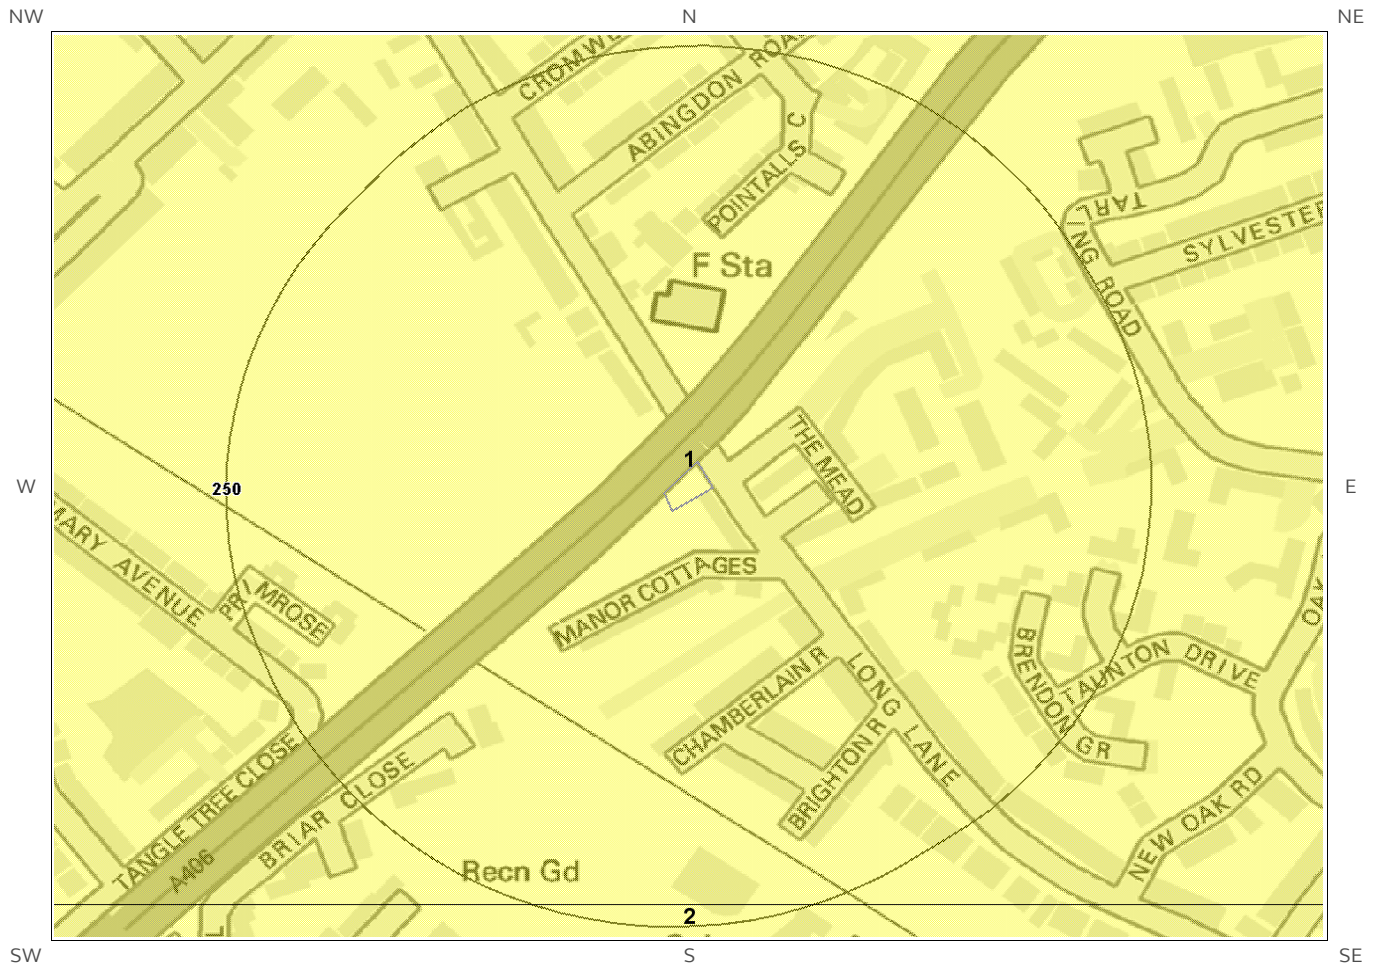 NW
N
NE
CROMWE
ABINGDON ROA
POINTALLS C
TARL
ING ROAD
SYLVESTER
F Sta
THE MEAD
1
W
250
E
MARY AVENUE
PRIMROSE
MANOR COTTAGES
OAK
BRENDON GR
TAUNTON DRIVE
CHAMBERLAIN R
LONG LANE
BRIGHTON R
TANGLE TREE CLOSE
BRIAR CLOSE
A406
NEW OAK RD
Recn Gd
2
SW
S
SE